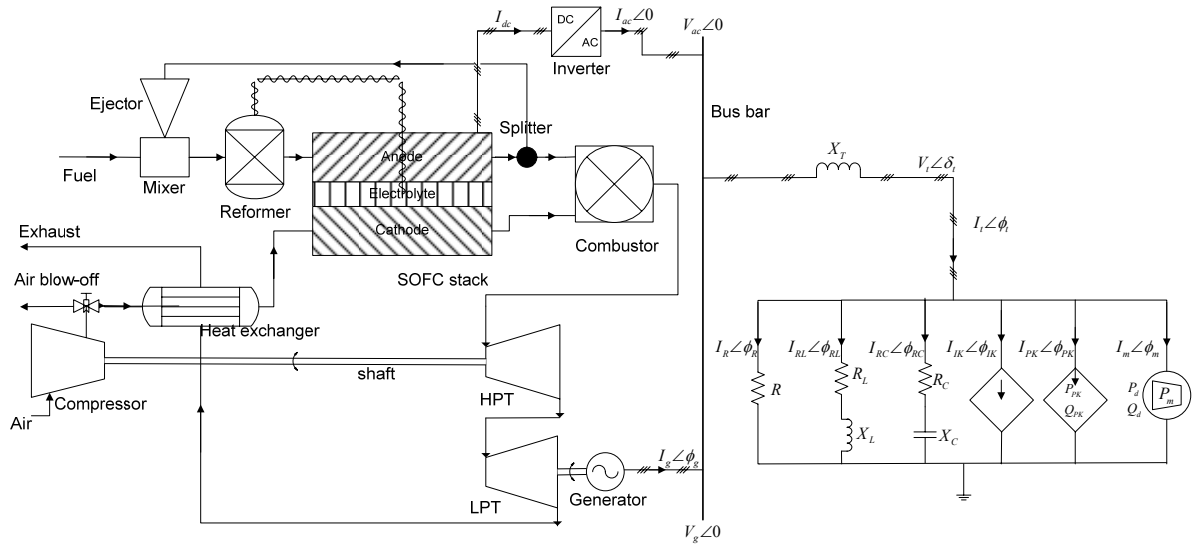 I_dc
I_ac∠0
V_ac∠0
DC
AC
Inverter
Ejector
Bus bar
Splitter
X_T
V_t∠δ_t
Anode
Fuel
Mixer
Electrolyte
Reformer
I_t∠ϕ_t
Cathode
Exhaust
Combustor
Air blow-off
SOFC stack
Heat exchanger
I_R∠ϕ_R
I_RL∠ϕ_RL
I_RC∠ϕ_RC
I_IK∠ϕ_IK
I_PK∠ϕ_PK
I_m∠ϕ_m
shaft
R
R_L
R_C
P_PK
Q_PK
P_d
Q_d
P_m
Compressor
HPT
Air
X_L
X_C
I_g∠ϕ_g
LPT
Generator
V_g∠0